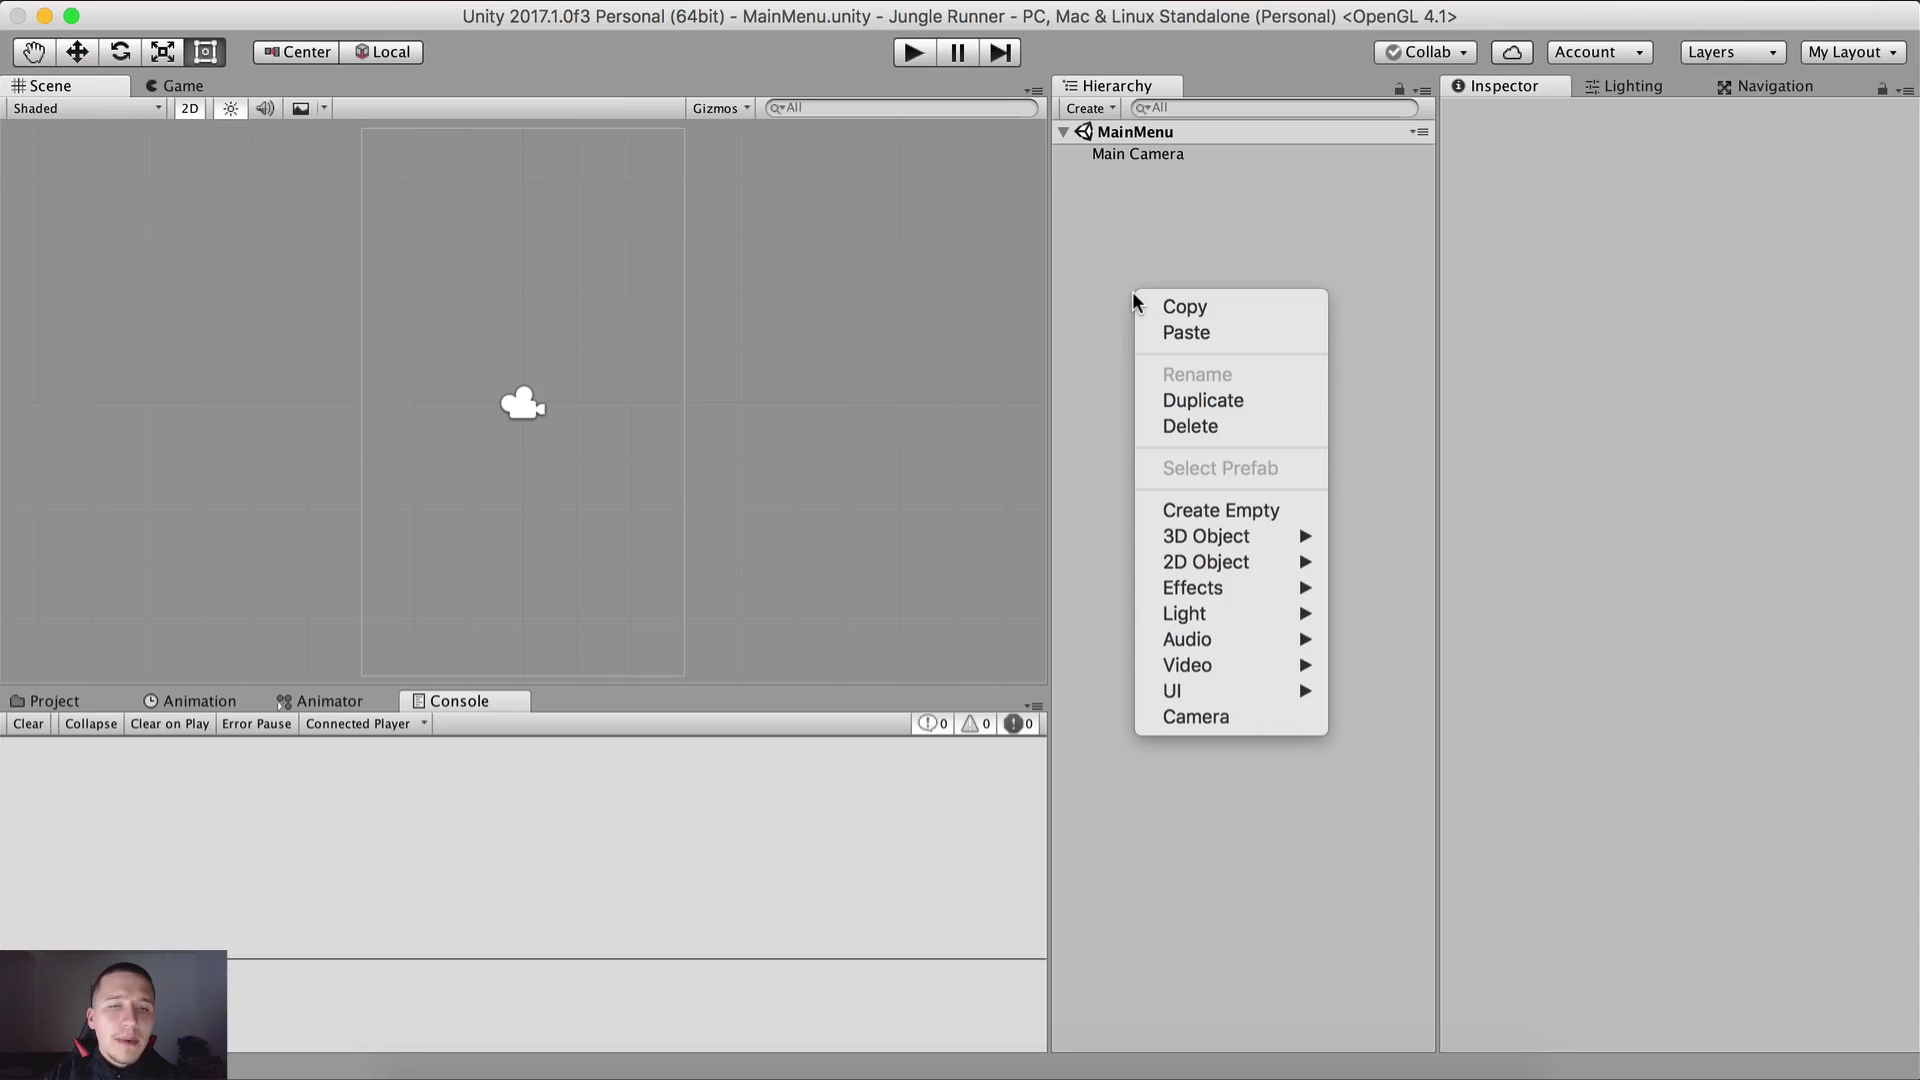 Unity 2017.1.0f3 Personal (64bit) - MainMenu.unity - Jungle Runner - PC, Mac & Linux Standalone (Personal) <OpenGL 4.1>
Center Local Collab Account Layers My Layout
Scene Game Hierarchy Inspector Lighting Navigation
Shaded 2D Gizmos All Create All
MainMenu
Main Camera
Copy
Paste
Rename
Duplicate
Delete
Select Prefab
Create Empty
3D Object
2D Object
Effects
Light
Audio
Video
UI
Camera
Project Animation Animator Console
Clear Collapse Clear on Play Error Pause Connected Player 0 0 0